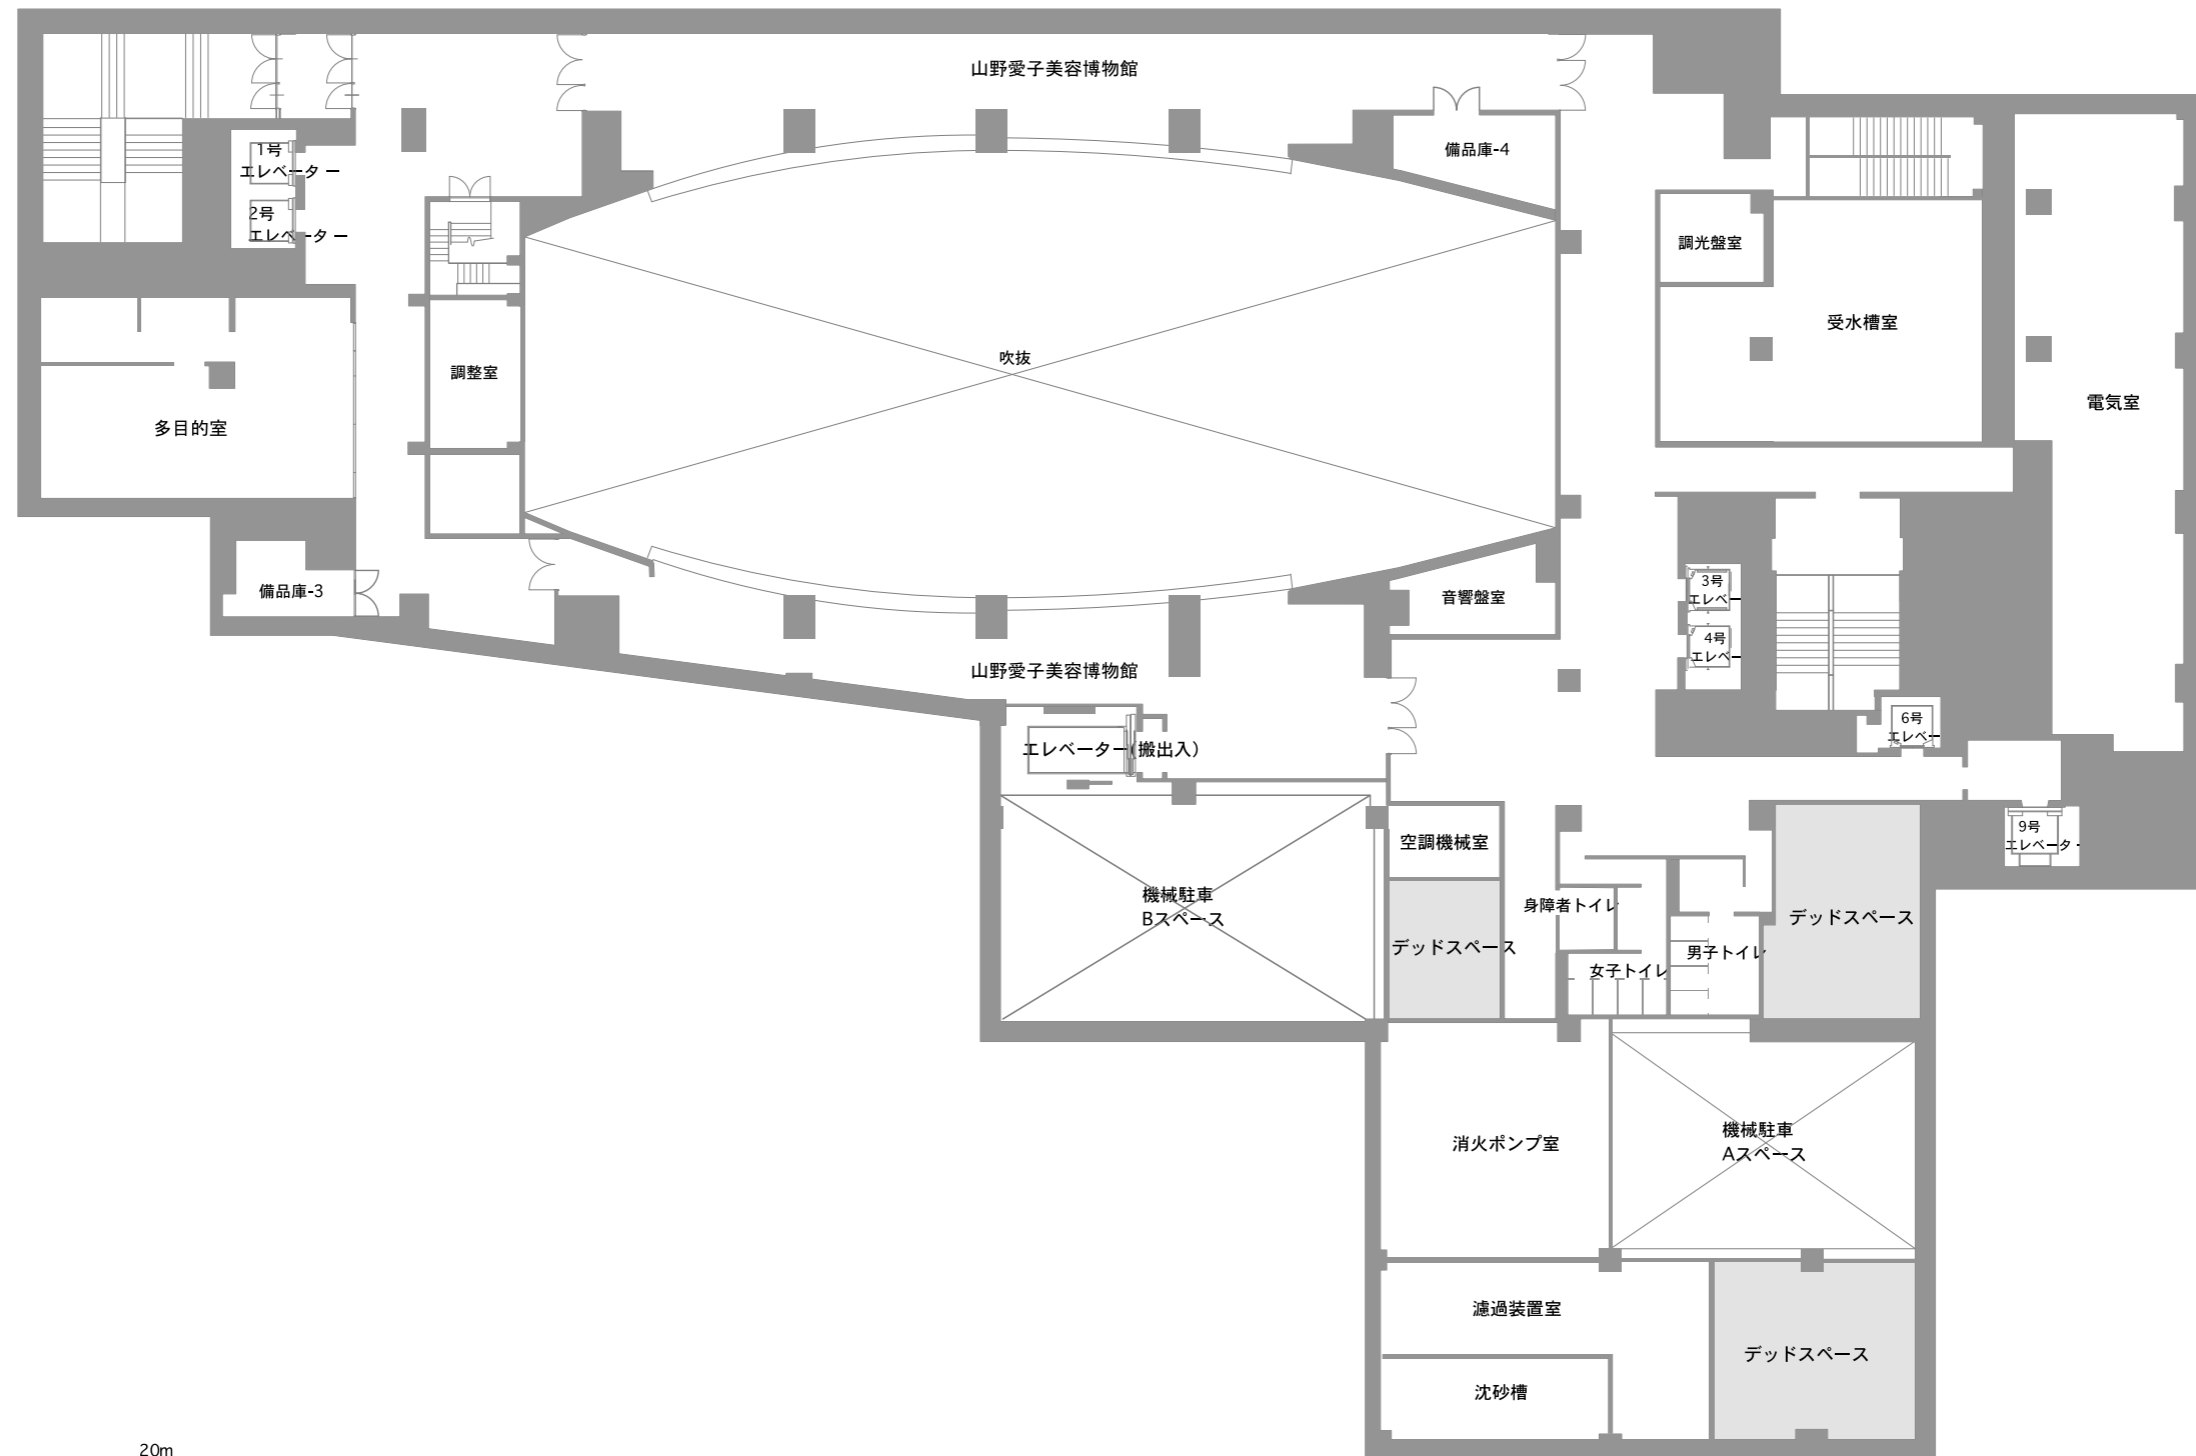 山野愛子美容博物館
備品庫-4
1号
エレベーター
2号
エレベーター
調光盤室
受水槽室
吹抜
調整室
電気室
多目的室
備品庫-3
音響盤室
3号
エレベー
4号
エレベー
山野愛子美容博物館
6号
エレベー
エレベーター(搬出入)
9号
エレベーター
空調機械室
機械駐車
Bスペース
身障者トイレ
デッドスペース
デッドスペース
男子トイレ
女子トイレ
消火ポンプ室
機械駐車
Aスペース
濾過装置室
デッドスペース
沈砂槽
20m